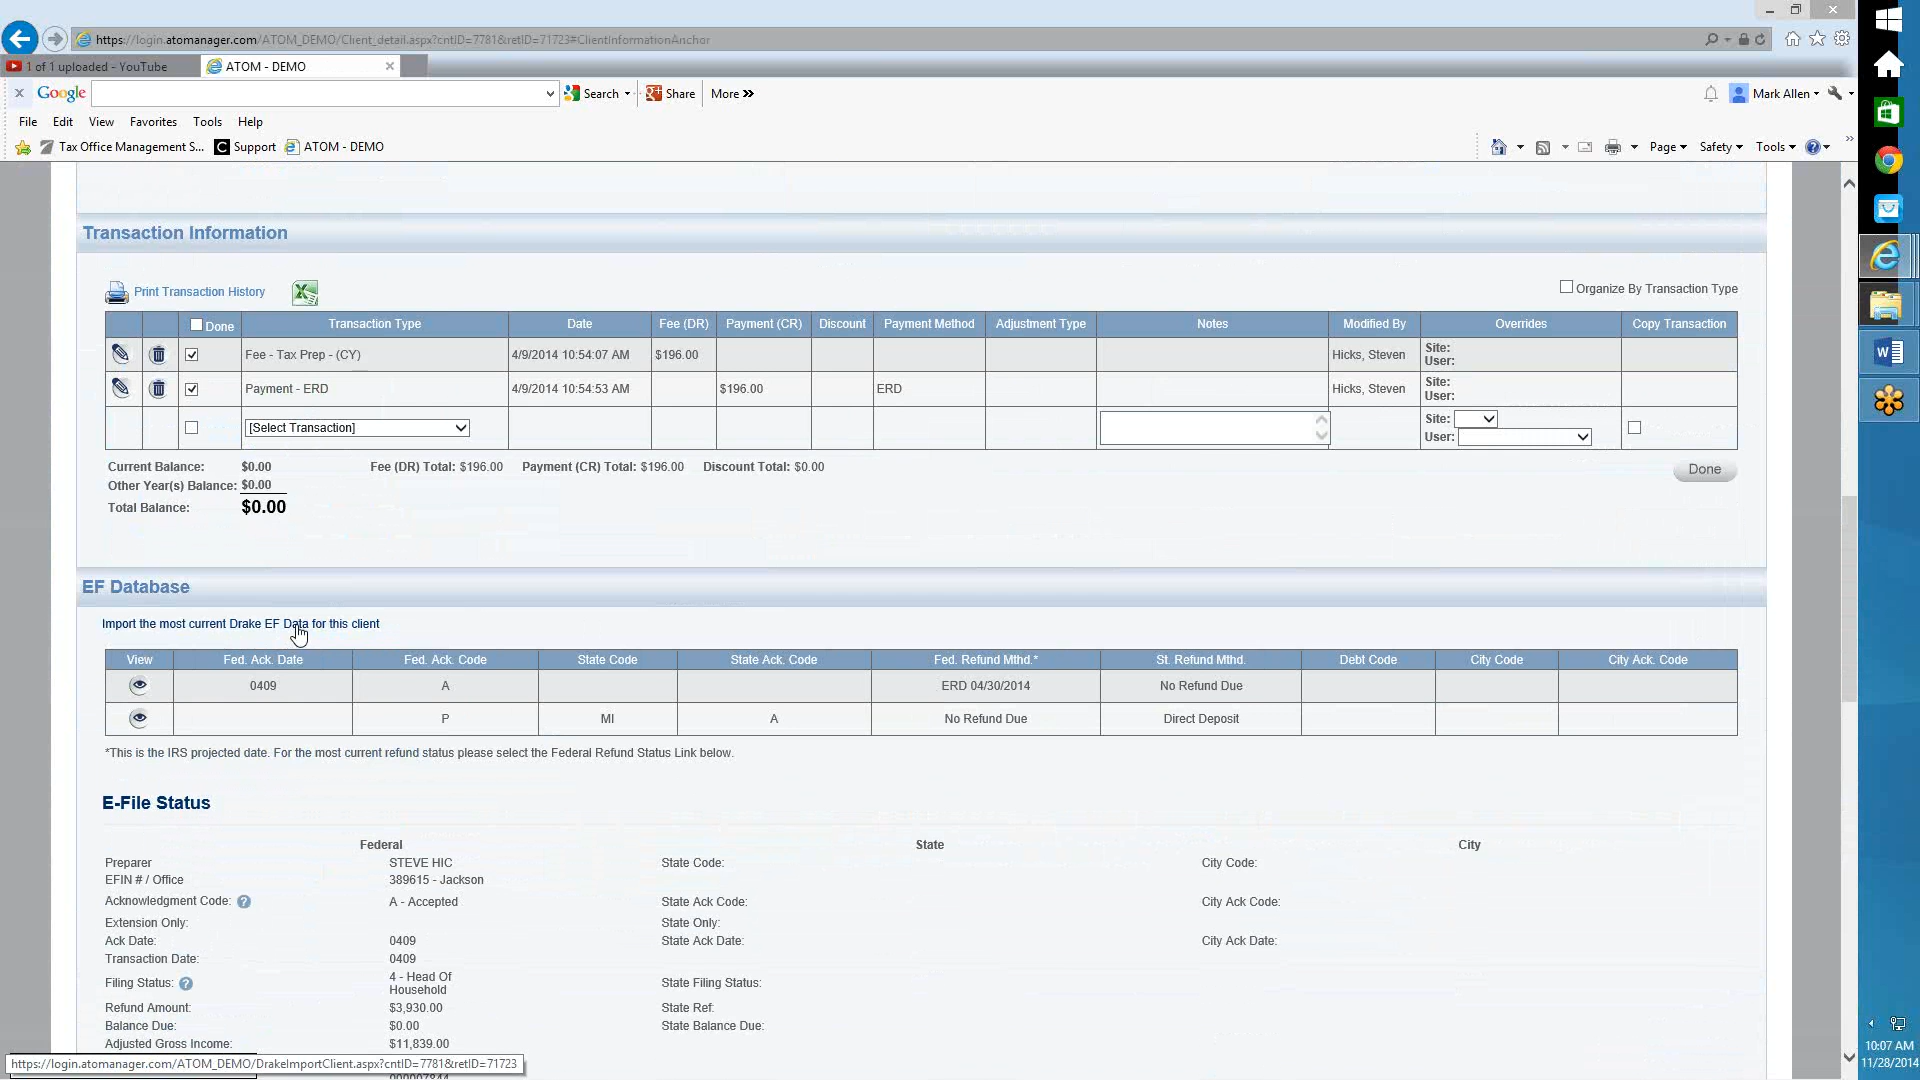 https://login.atomanager.com/ATOM_DEMO/Client_detail.aspx?cntID=7781&retID=71723#ClientInformationAnchor
1 of 1 uploaded - YouTube
ATOM - DEMO
Google Search Share More »
Mark Allen
File Edit View Favorites Tools Help
Tax Office Management S... Support ATOM - DEMO
Page Safety Tools
Transaction Information
Print Transaction History
Organize By Transaction Type
Done Transaction Type Date Fee (DR) Payment (CR) Discount Payment Method Adjustment Type Notes Modified By Overrides Copy Transaction
Fee - Tax Prep - (CY) 4/9/2014 10:54:07 AM $196.00 Hicks, Steven Site:
User:
Payment - ERD 4/9/2014 10:54:53 AM $196.00 ERD Hicks, Steven Site:
User:
[Select Transaction] Site:
User:
Current Balance: $0.00 Fee (DR) Total: $196.00 Payment (CR) Total: $196.00 Discount Total: $0.00 Done
Other Year(s) Balance: $0.00
Total Balance: $0.00
EF Database
Import the most current Drake EF Data for this client
View Fed. Ack. Date Fed. Ack. Code State Code State Ack. Code Fed. Refund Mthd.* St. Refund Mthd. Debt Code City Code City Ack. Code
0409 A ERD 04/30/2014 No Refund Due
P MI A No Refund Due Direct Deposit
*This is the IRS projected date. For the most current refund status please select the Federal Refund Status Link below.
E-File Status
Federal State City
Preparer STEVE HIC State Code: City Code:
EFIN # / Office 389615 - Jackson
Acknowledgment Code: A - Accepted State Ack Code: City Ack Code:
Extension Only: State Only:
Ack Date: 0409 State Ack Date: City Ack Date:
Transaction Date: 0409
Filing Status: 4 - Head Of Household State Filing Status:
Refund Amount: $3,930.00 State Ref:
Balance Due: $0.00 State Balance Due:
Adjusted Gross Income: $11,839.00
https://login.atomanager.com/ATOM_DEMO/DrakeImportClient.aspx?cntID=7781&retID=71723
10:07 AM
11/28/2014